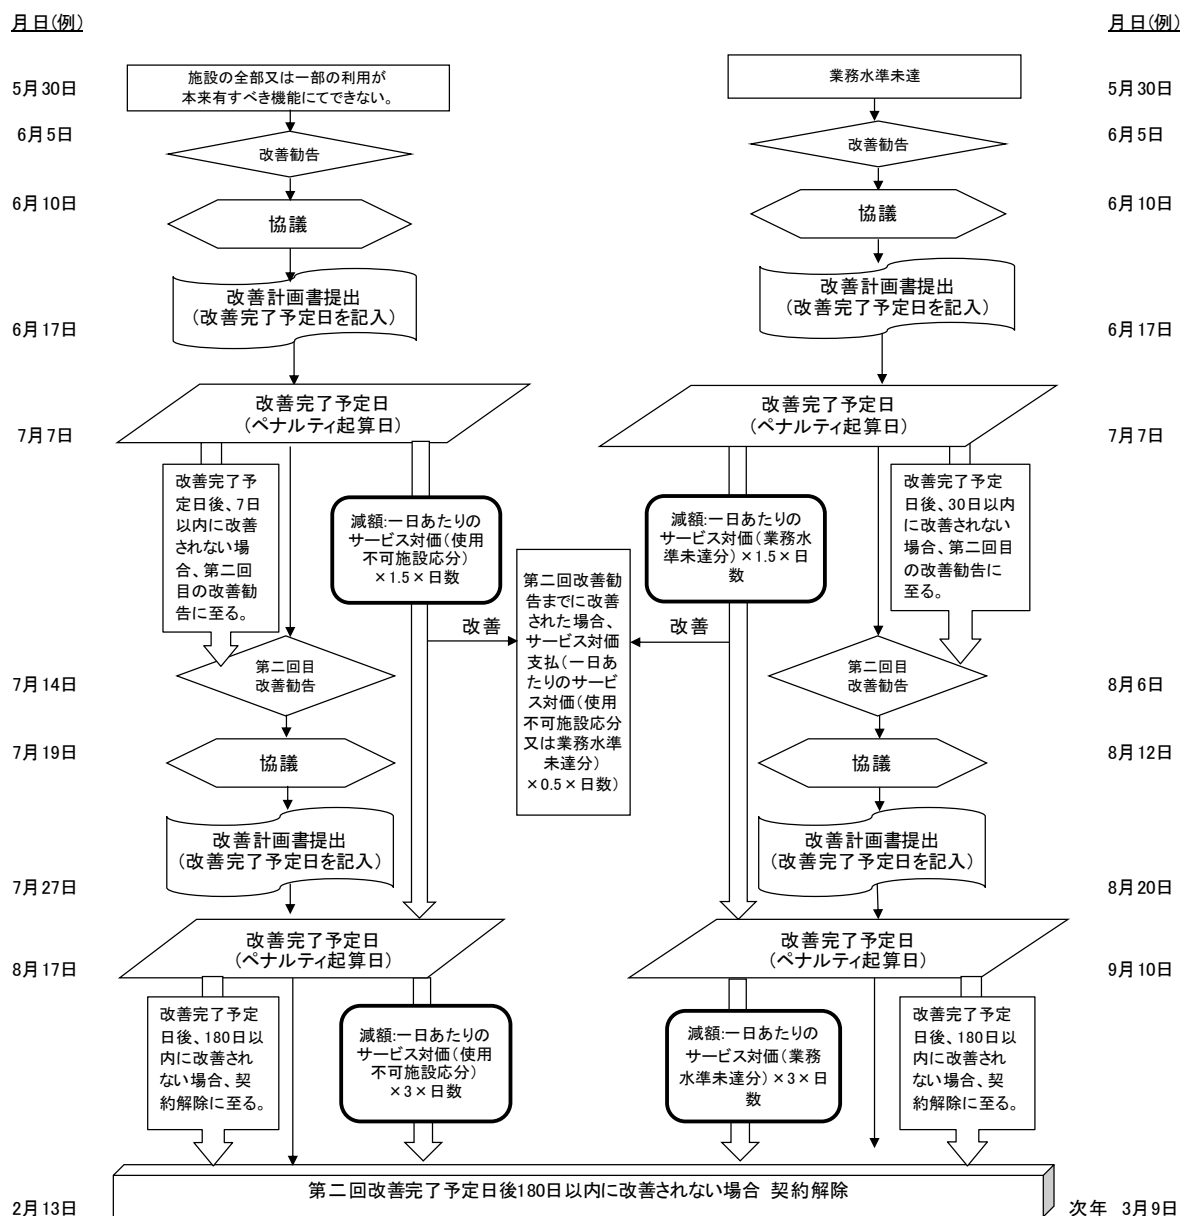 月日(例)
月日(例)
5月30日
施設の全部又は一部の利用が
本来有すべき機能にてできない。
業務水準未達
5月30日
6月5日
改善勧告
改善勧告
6月5日
6月10日
協議
協議
6月10日
改善計画書提出
(改善完了予定日を記入)
改善計画書提出
(改善完了予定日を記入)
6月17日
6月17日
改善完了予定日
(ペナルティ起算日)
改善完了予定日
(ペナルティ起算日)
7月7日
7月7日
改善完了予
定日後、7日
以内に改善
されない場
合、第二回
目の改善勧
告に至る。
減額:一日あたりの
サービス対価(使用
不可施設応分)
×1.5×日数
減額:一日あたりの
サービス対価(業務水
準未達分)×1.5×日
数
改善完了予定
日後、30日以内
に改善されない
場合、第二回目
の改善勧告に
至る。
改善
第二回改善勧
告までに改善
された場合、
サービス対価
支払(一日あ
たりのサービ
ス対価(使用
不可施設応分
又は業務水準
未達分)
×0.5×日数)
改善
第二回目
改善勧告
第二回目
改善勧告
7月14日
8月6日
7月19日
協議
協議
8月12日
改善計画書提出
(改善完了予定日を記入)
改善計画書提出
(改善完了予定日を記入)
7月27日
8月20日
改善完了予定日
(ペナルティ起算日)
改善完了予定日
(ペナルティ起算日)
8月17日
9月10日
改善完了予定
日後、180日以
内に改善され
ない場合、契
約解除に至る。
減額:一日あたりの
サービス対価(使用
不可施設応分)
×3×日数
減額:一日あたりの
サービス対価(業務
水準未達分)×3×日
数
改善完了予定
日後、180日以
内に改善され
ない場合、契
約解除に至る。
第二回改善完了予定日後180日以内に改善されない場合 契約解除
2月13日
次年 3月9日